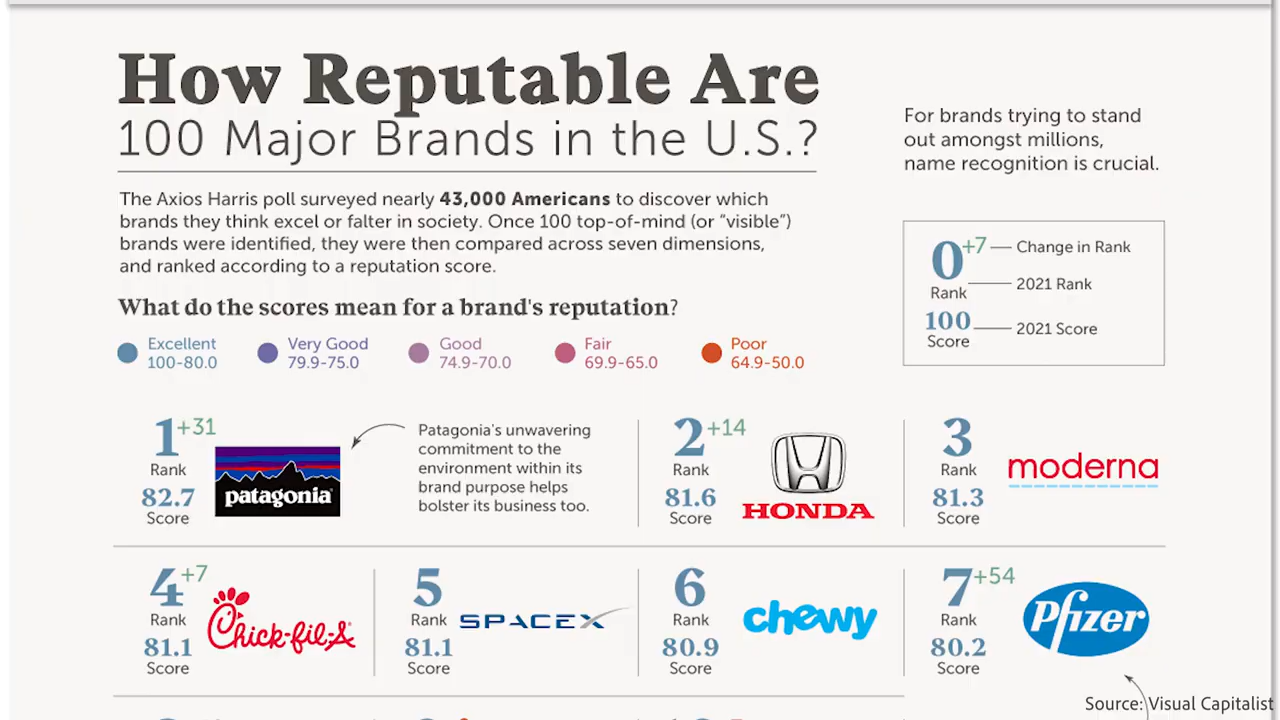 How Reputable Are
100 Major Brands in the U.S.?
For brands trying to stand
out amongst millions,
name recognition is crucial.
The Axios Harris poll surveyed nearly 43,000 Americans to discover which
brands they think excel or falter in society. Once 100 top-of-mind (or “visible”)
brands were identified, they were then compared across seven dimensions,
and ranked according to a reputation score.
0 +7 Change in Rank
Rank 2021 Rank
100 2021 Score
Score
What do the scores mean for a brand's reputation?
Excellent
100-80.0
Very Good
79.9-75.0
Good
74.9-70.0
Fair
69.9-65.0
Poor
64.9-50.0
1 +31
Rank
82.7
Score
patagonia
Patagonia's unwavering
commitment to the
environment within its
brand purpose helps
bolster its business too.
2 +14
Rank
81.6
Score
HONDA
3
Rank
81.3
Score
moderna
4 +7
Rank
81.1
Score
Chick-fil-A
5
Rank
81.1
Score
SPACEX
6
Rank
80.9
Score
chewy
7 +54
Rank
80.2
Score
Pfizer
Source: Visual Capitalist